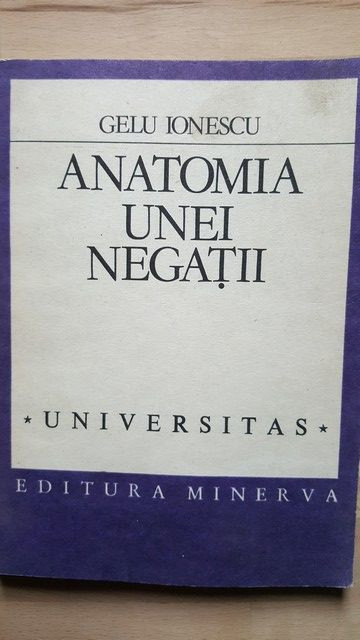 GELU IONESCU
ANATOMIA
UNEI
NEGAȚII
* UNIVERSITAS *
EDITURA MINERVA